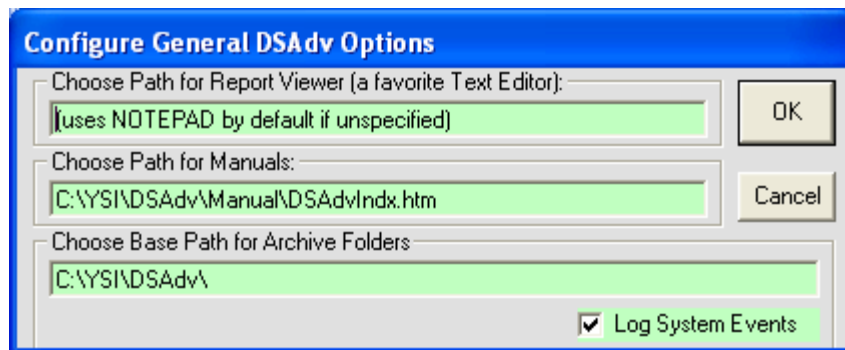 Configure General DSAdv Options
Choose Path for Report Viewer (a favorite Text Editor):
(uses NOTEPAD by default if unspecified)
OK
Choose Path for Manuals:
C:\YSI\DSAdv\Manual\DSAdvIndx.htm
Cancel
Choose Base Path for Archive Folders
C:\YSI\DSAdv\
Log System Events